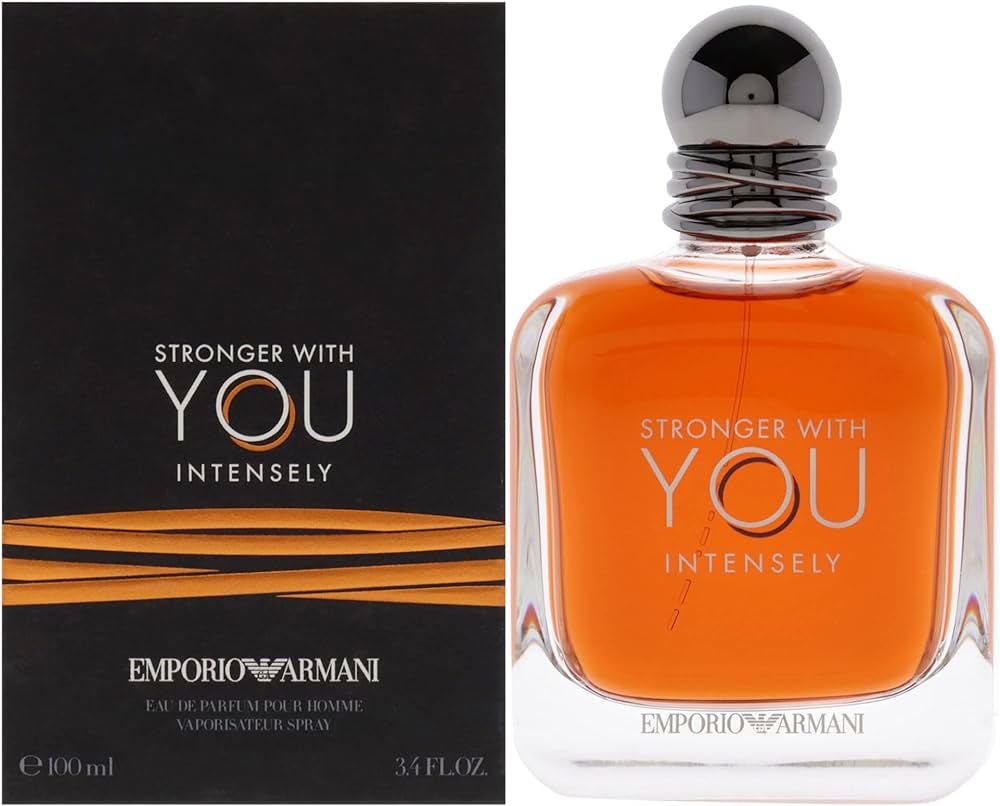 STRONGER WITH
YOU
INTENSELY
EMPORIO ARMANI
EAU DE PARFUM POUR HOMME
VAPORISATEUR SPRAY
℮ 100 ml
3.4 FL.OZ.
STRONGER WITH
YOU
INTENSELY
EMPORIO ARMANI